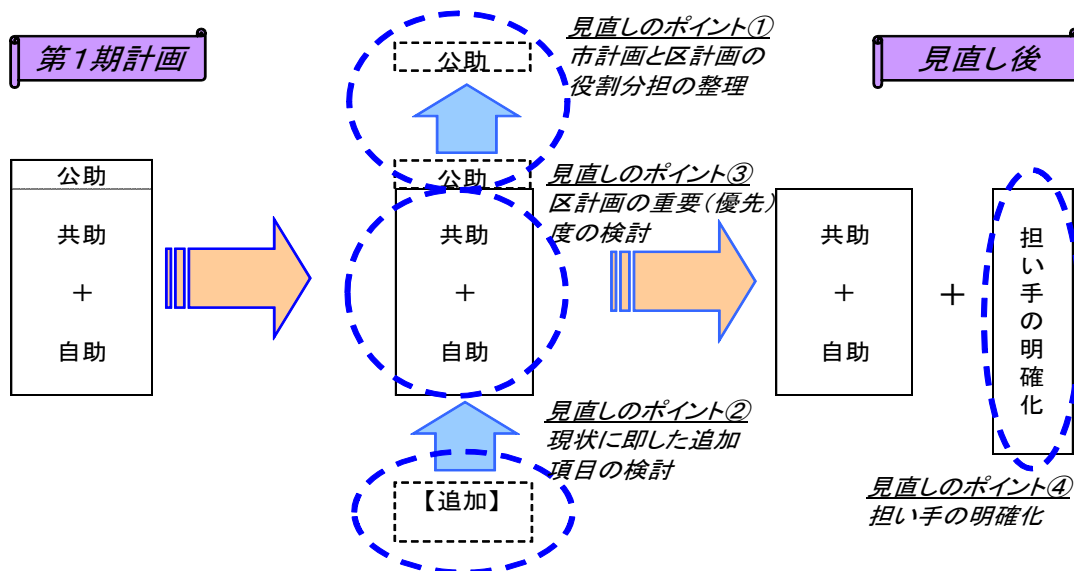 第1期計画
公助
共助
+
自助
公助
見直しのポイント①
市計画と区計画の
役割分担の整理
公助
共助
+
自助
見直しのポイント③
区計画の重要(優先)
度の検討
見直しのポイント②
現状に即した追加
項目の検討
【追加】
見直し後
共助
+
自助
+
担い手の明確化
見直しのポイント④
担い手の明確化